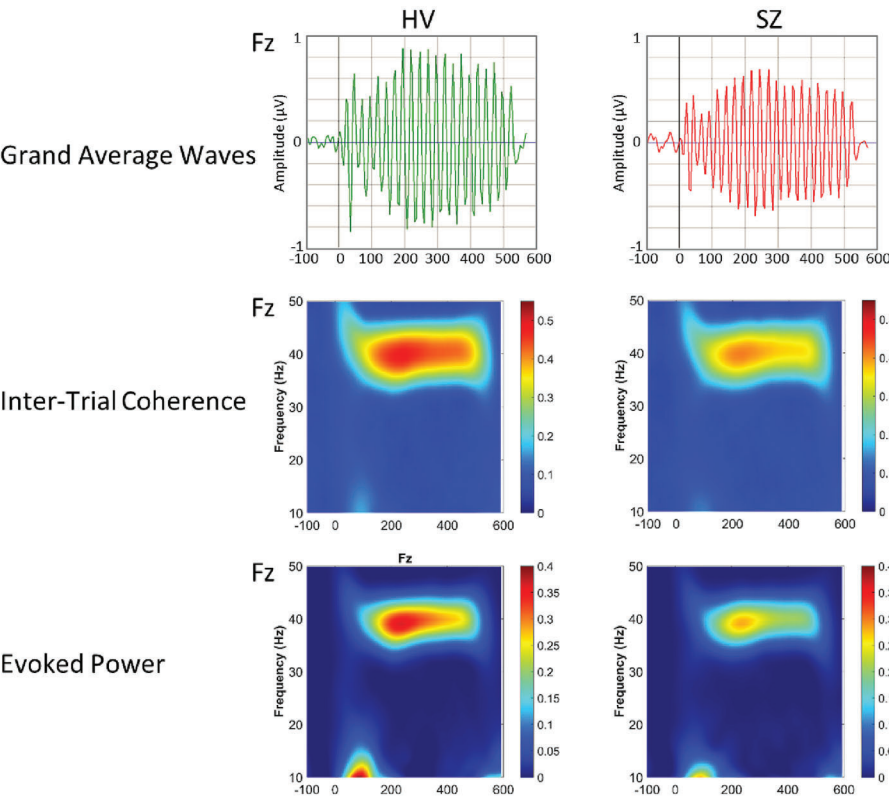 HV SZ
Fz
Grand Average Waves
Amplitude (µV)
1
0
-1
-100 0 100 200 300 400 500 600
Amplitude (µV)
1
0
-1
-100 0 100 200 300 400 500 600
Inter-Trial Coherence
Fz
Frequency (Hz)
50
40
30
20
10
-100 0 200 400 600
0.5
0.4
0.3
0.2
0.1
0
Frequency (Hz)
50
40
30
20
10
-100 0 200 400 600
0
Evoked Power
Fz
Fz
Frequency (Hz)
50
40
30
20
10
-100 0 200 400 600
0.4
0.35
0.3
0.25
0.2
0.15
0.1
0.05
0
Frequency (Hz)
50
40
30
20
10
-100 0 200 400 600
0